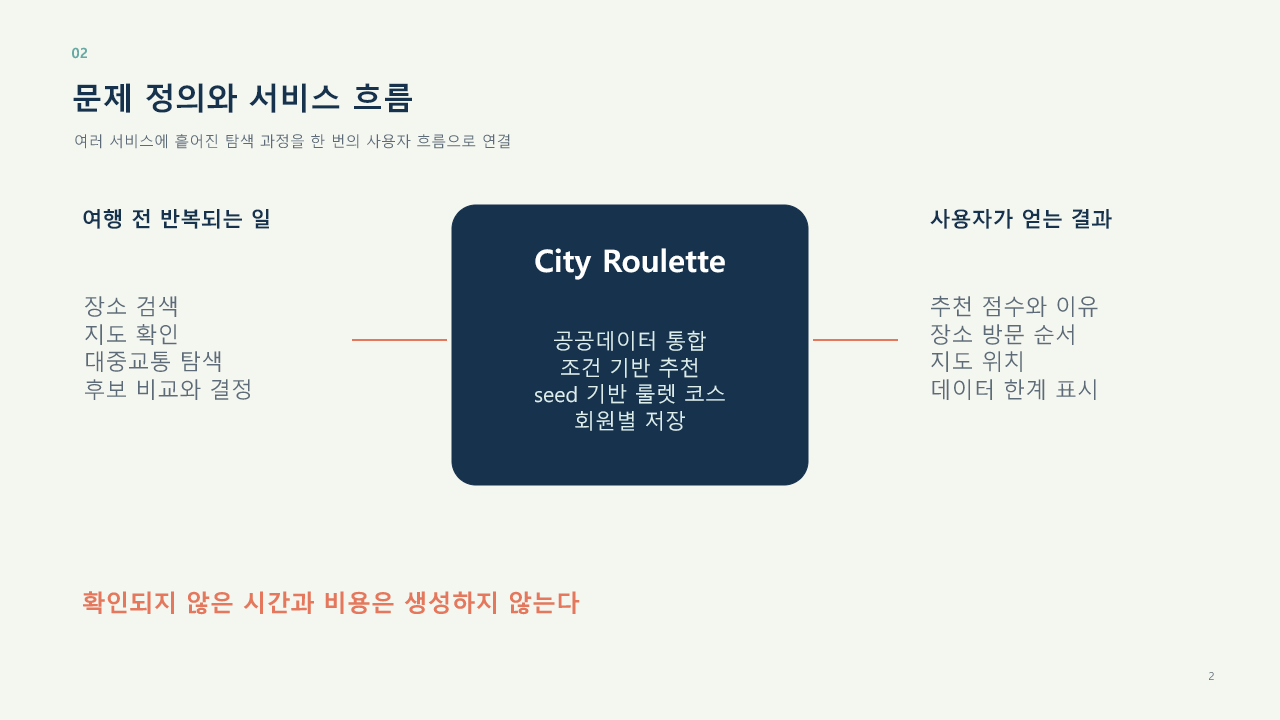 02
문제 정의와 서비스 흐름
여러 서비스에 흩어진 탐색 과정을 한 번의 사용자 흐름으로 연결
여행 전 반복되는 일
장소 검색
지도 확인
대중교통 탐색
후보 비교와 결정
City Roulette
공공데이터 통합
조건 기반 추천
seed 기반 룰렛 코스
회원별 저장
사용자가 얻는 결과
추천 점수와 이유
장소 방문 순서
지도 위치
데이터 한계 표시
확인되지 않은 시간과 비용은 생성하지 않는다
2